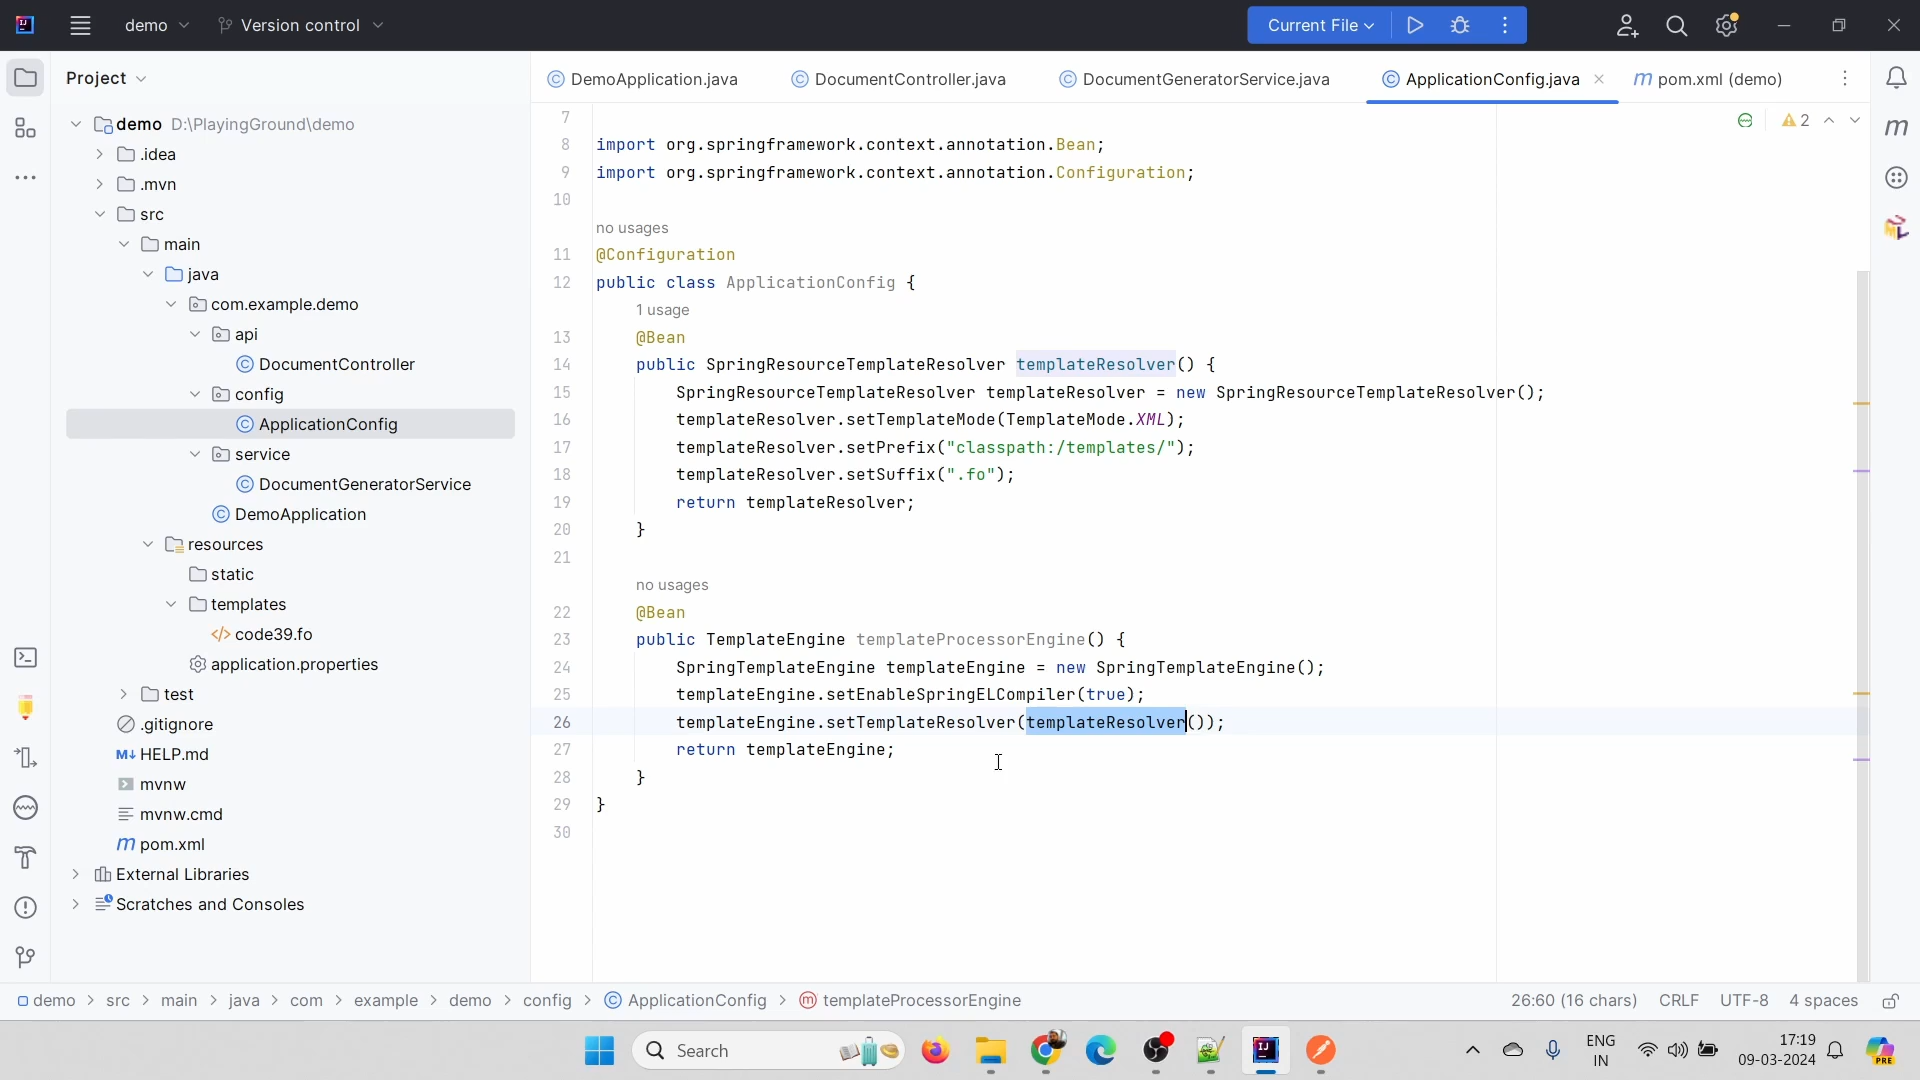 demo
Version control
Current File
Project
DemoApplication.java
DocumentController.java
DocumentGeneratorService.java
ApplicationConfig.java
pom.xml (demo)
demo D:\PlayingGround\demo
.idea
.mvn
src
main
java
com.example.demo
api
DocumentController
config
ApplicationConfig
service
DocumentGeneratorService
DemoApplication
resources
static
templates
code39.fo
application.properties
test
.gitignore
HELP.md
mvnw
mvnw.cmd
pom.xml
External Libraries
Scratches and Consoles
2
7
8 import org.springframework.context.annotation.Bean;
9 import org.springframework.context.annotation.Configuration;
10
no usages
11 @Configuration
12 public class ApplicationConfig {
1 usage
13 @Bean
14 public SpringResourceTemplateResolver templateResolver() {
15 SpringResourceTemplateResolver templateResolver = new SpringResourceTemplateResolver();
16 templateResolver.setTemplateMode(TemplateMode.XML);
17 templateResolver.setPrefix("classpath:/templates/");
18 templateResolver.setSuffix(".fo");
19 return templateResolver;
20 }
21
no usages
22 @Bean
23 public TemplateEngine templateProcessorEngine() {
24 SpringTemplateEngine templateEngine = new SpringTemplateEngine();
25 templateEngine.setEnableSpringELCompiler(true);
26 templateEngine.setTemplateResolver(templateResolver());
27 return templateEngine;
28 }
29 }
30
demo > src > main > java > com > example > demo > config > ApplicationConfig > templateProcessorEngine
26:60 (16 chars) CRLF UTF-8 4 spaces
Search
ENG
IN
17:19
09-03-2024
PRE